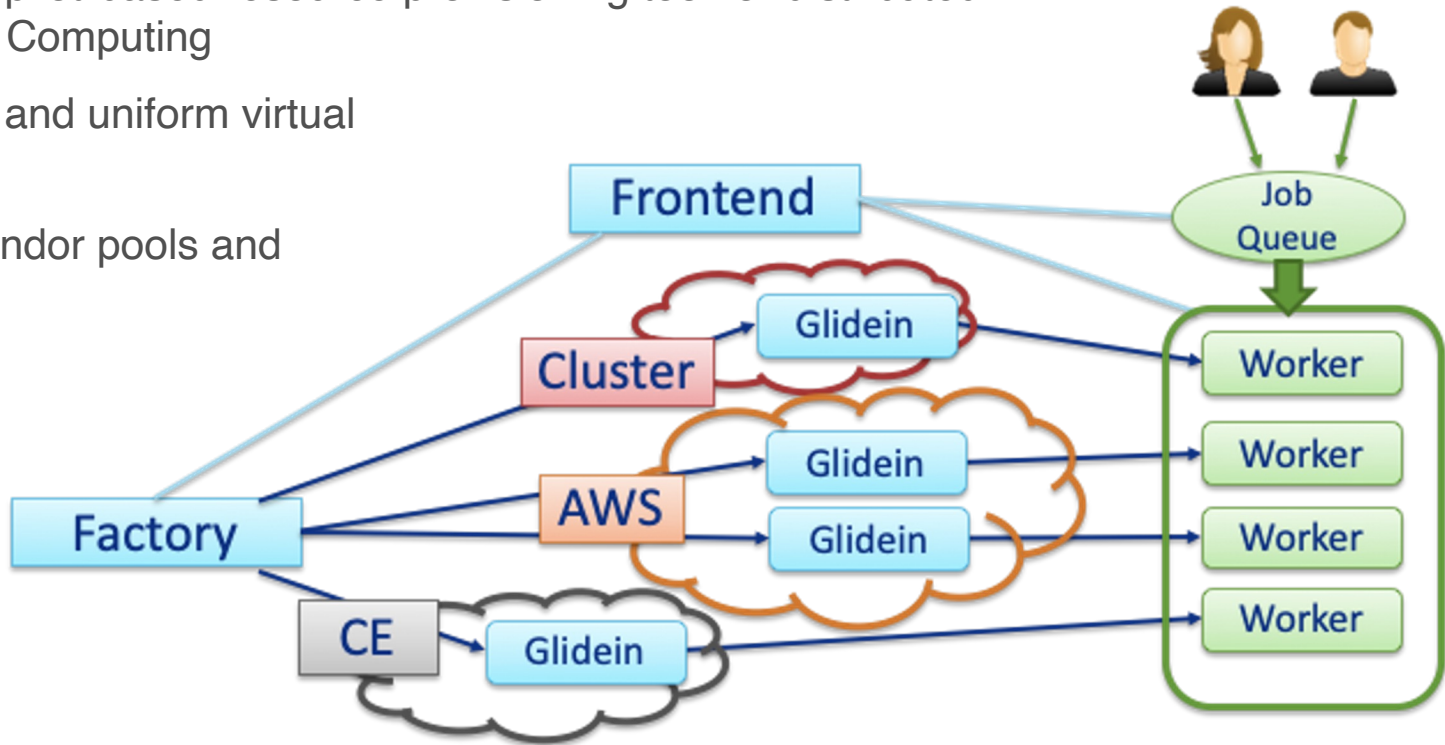 Computing
and uniform virtual
ndor pools and
Frontend
Job
Queue
Glidein
Cluster
Worker
Glidein
Worker
AWS
Factory
Glidein
Worker
CE
Glidein
Worker